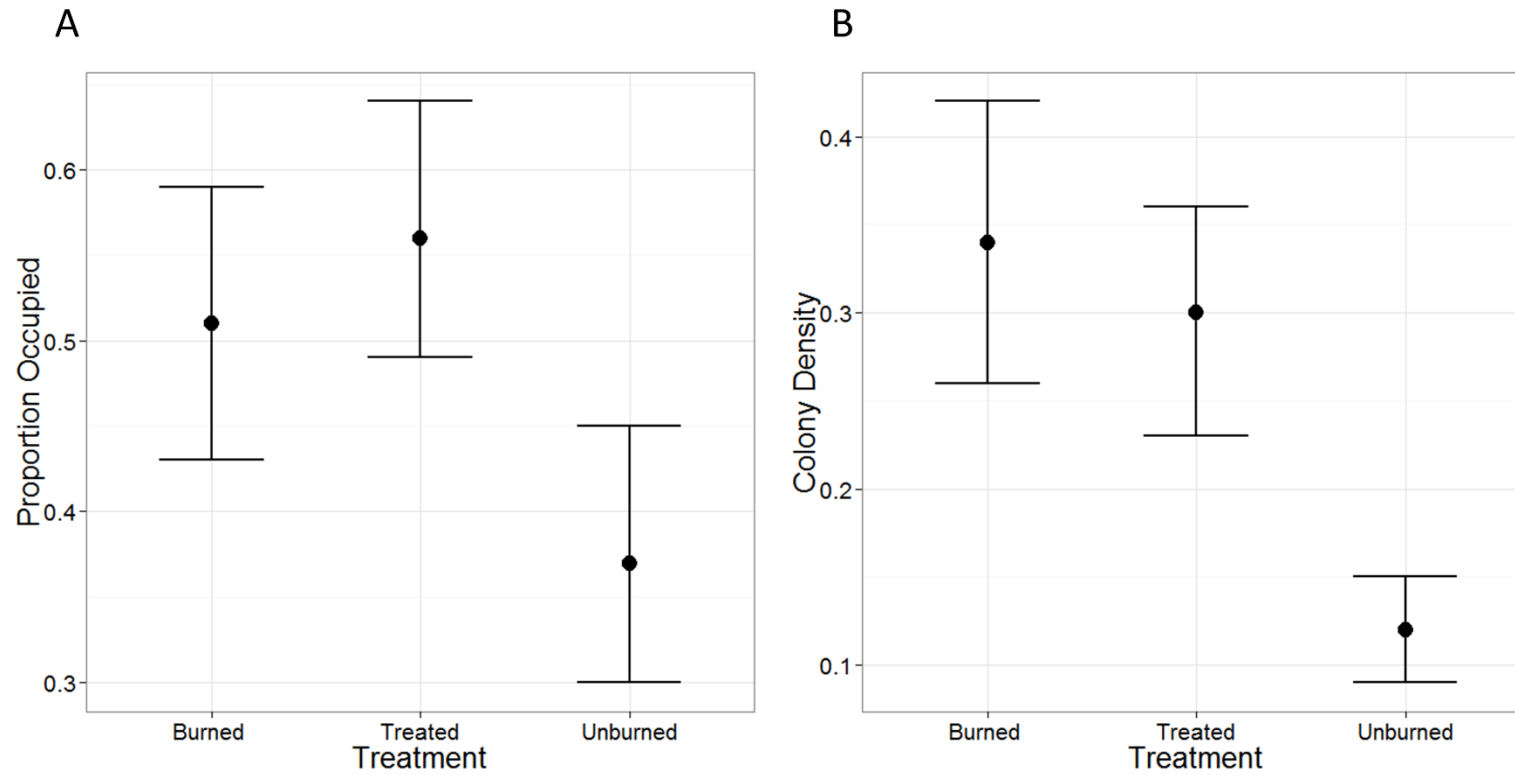 A
B
Proportion Occupied
0.6
0.5
0.4
0.3
Burned Treated Unburned
Treatment
Colony Density
0.4
0.3
0.2
0.1
Burned Treated Unburned
Treatment